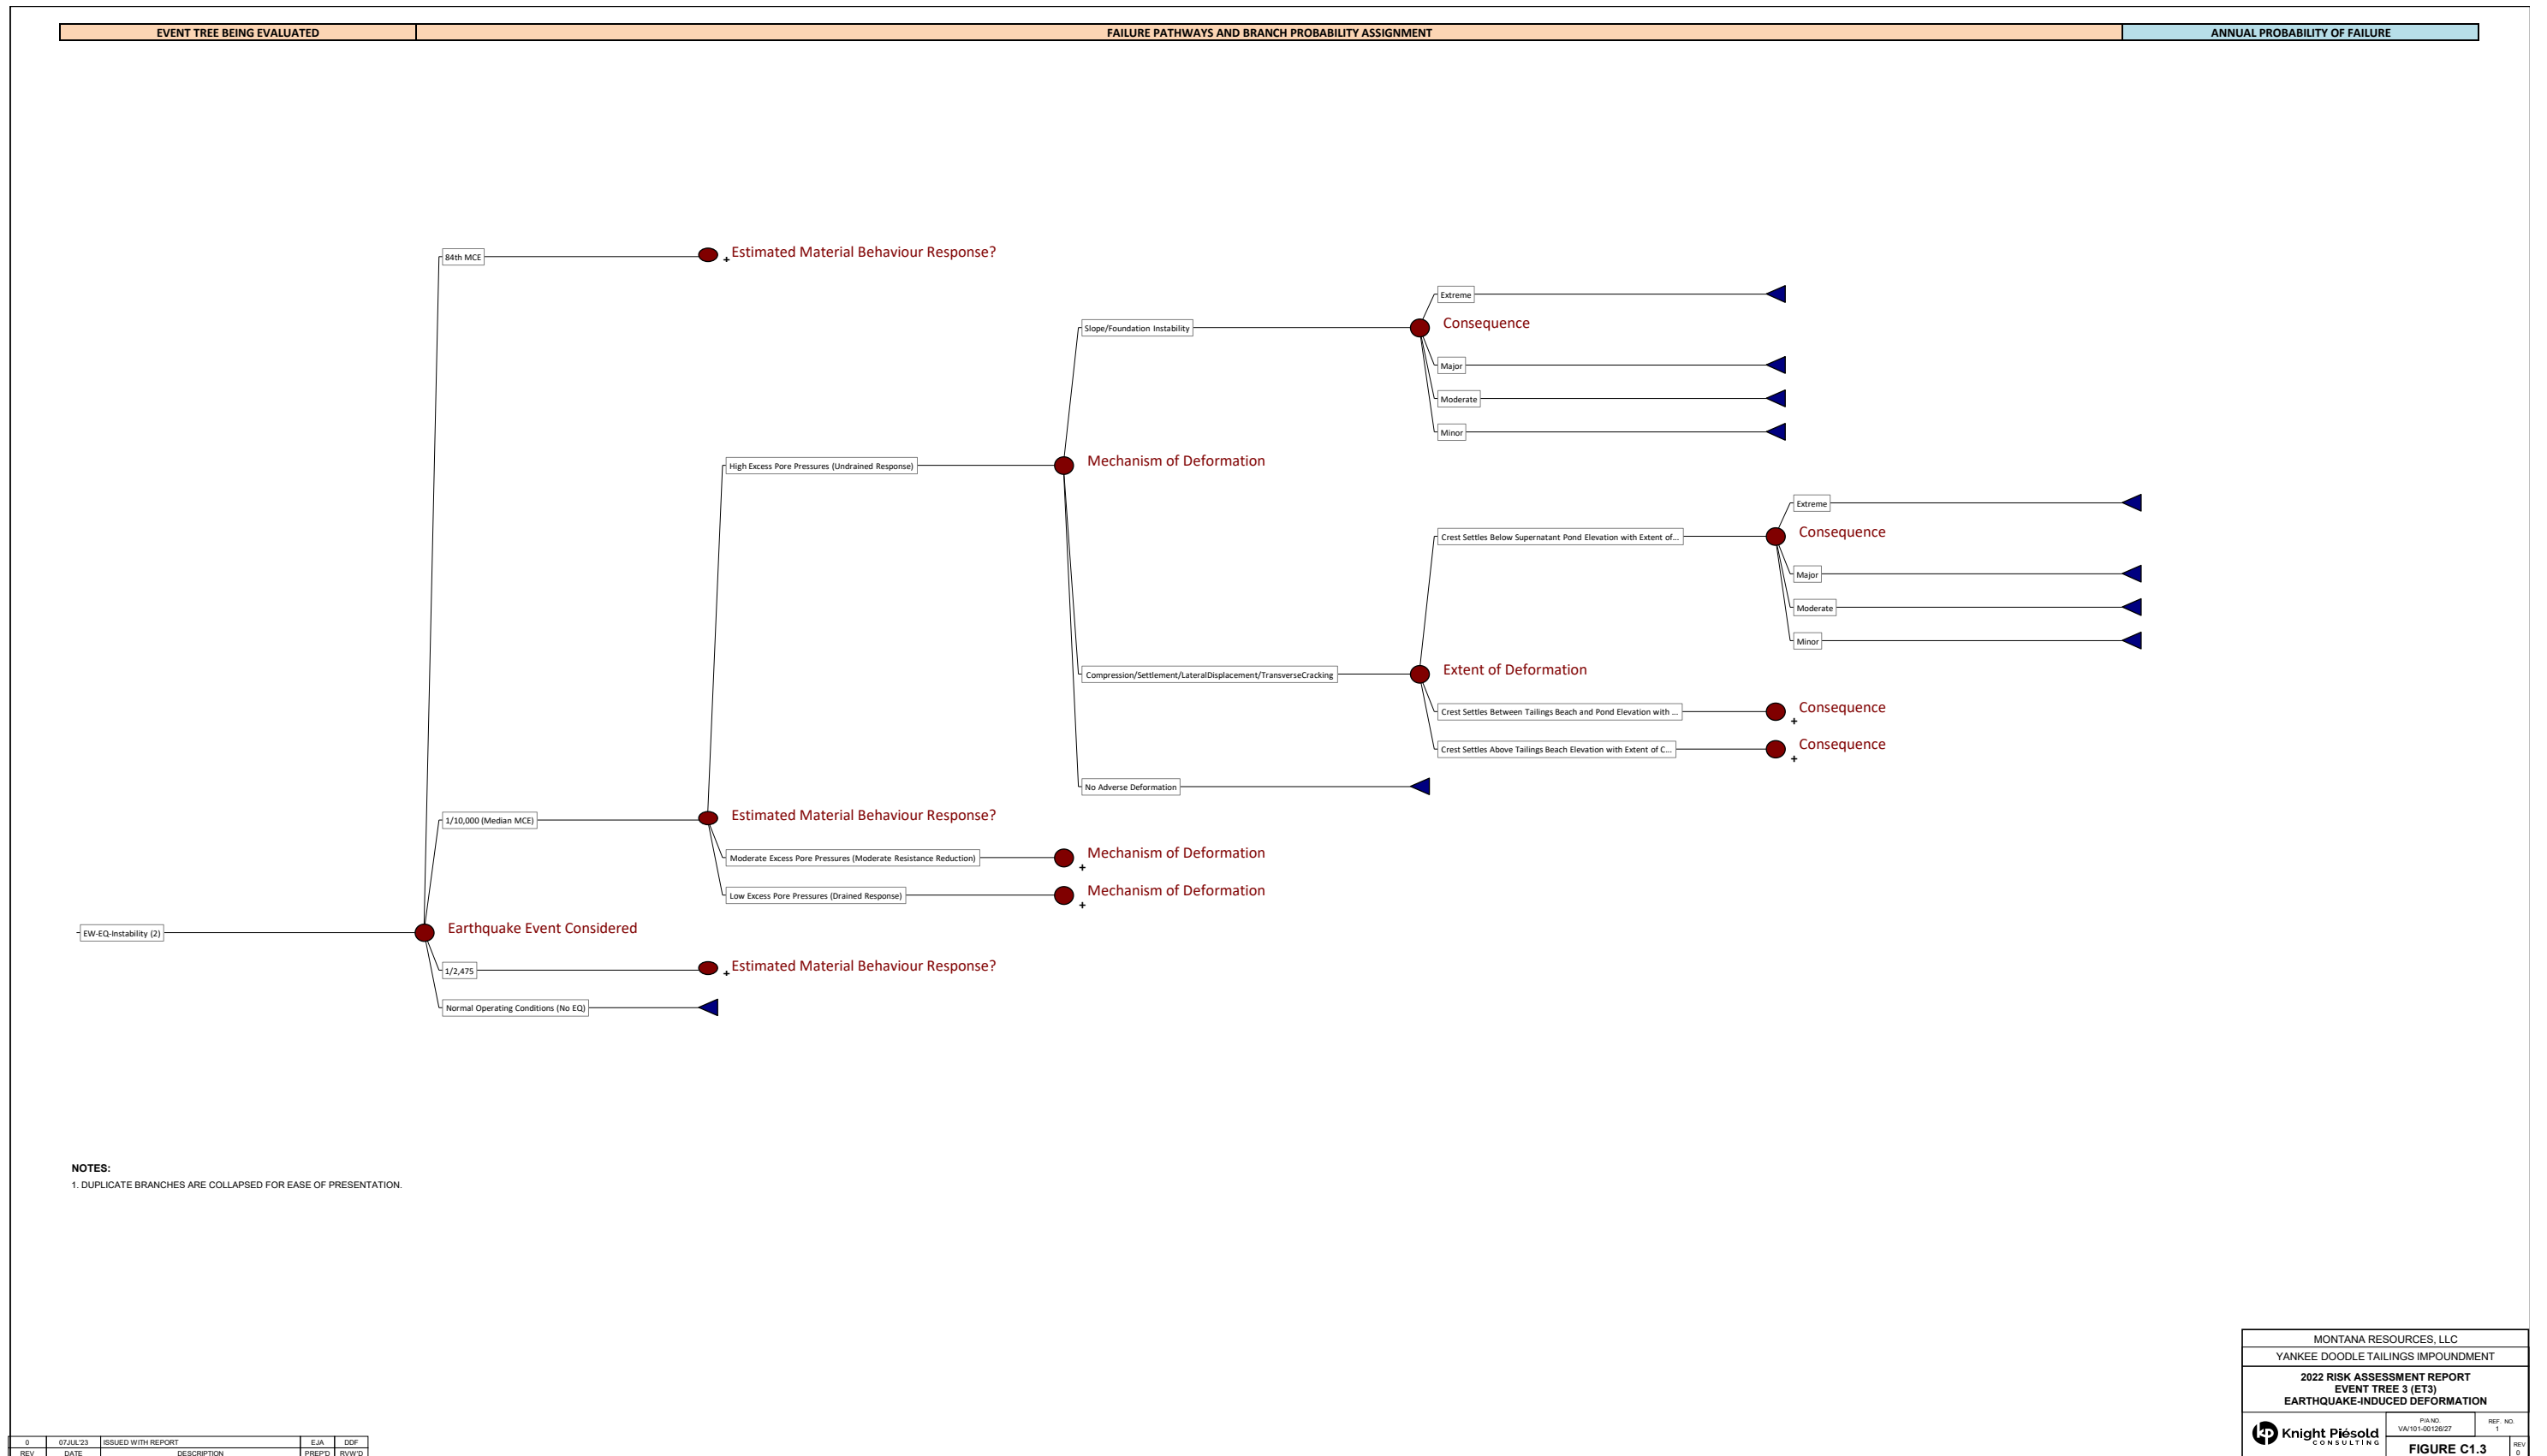 EVENT TREE BEING EVALUATED
FAILURE PATHWAYS AND BRANCH PROBABILITY ASSIGNMENT
ANNUAL PROBABILITY OF FAILURE
84th MCE
+ Estimated Material Behaviour Response?
Extreme
Slope/Foundation Instability
Consequence
Major
Moderate
Minor
High Excess Pore Pressures (Undrained Response)
Mechanism of Deformation
Extreme
Crest Settles Below Supernatant Pond Elevation with Extent of...
Consequence
Major
Moderate
Minor
Compression/Settlement/LateralDisplacement/TransverseCracking
Extent of Deformation
Crest Settles Between Tailings Beach and Pond Elevation with ...
Consequence
+
Crest Settles Above Tailings Beach Elevation with Extent of C...
Consequence
+
No Adverse Deformation
1/10,000 (Median MCE)
Estimated Material Behaviour Response?
Moderate Excess Pore Pressures (Moderate Resistance Reduction)
Mechanism of Deformation
+
Low Excess Pore Pressures (Drained Response)
Mechanism of Deformation
+
EW-EQ-Instability (2)
Earthquake Event Considered
1/2,475
+ Estimated Material Behaviour Response?
Normal Operating Conditions (No EQ)
NOTES:
1. DUPLICATE BRANCHES ARE COLLAPSED FOR EASE OF PRESENTATION.
MONTANA RESOURCES, LLC
YANKEE DOODLE TAILINGS IMPOUNDMENT
2022 RISK ASSESSMENT REPORT
EVENT TREE 3 (ET3)
EARTHQUAKE-INDUCED DEFORMATION
kp Knight Piésold
CONSULTING
P/A NO.
VA/101-00126/27
REF. NO.
1
FIGURE C1.3
REV
0
0 07JUL'23 ISSUED WITH REPORT EJA DDF
REV DATE DESCRIPTION PREP'D RVW'D